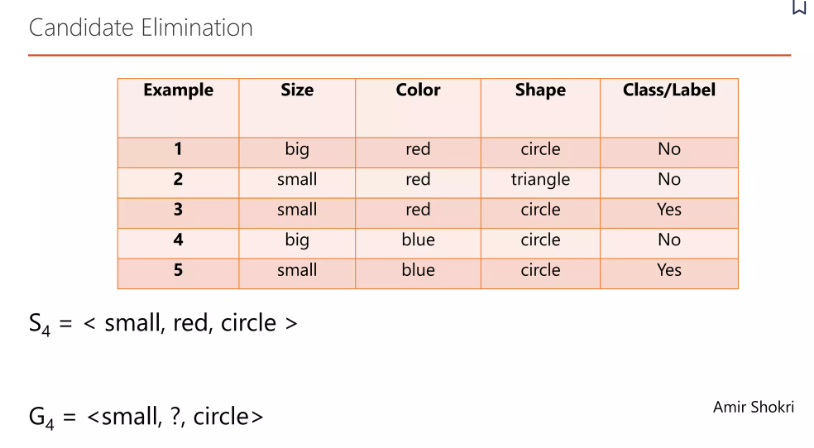 Candidate Elimination
Example Size Color Shape Class/Label
1 big red circle No
2 small red triangle No
3 small red circle Yes
4 big blue circle No
5 small blue circle Yes
S₄ = < small, red, circle >
G₄ = <small, ?, circle>
Amir Shokri